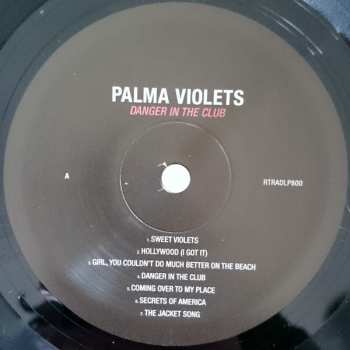 PALMA VIOLETS
DANGER IN THE CLUB
A
RTRADLP800
1. SWEET VIOLETS
2. HOLLYWOOD (I GOT IT)
3. GIRL, YOU COULDN'T DO MUCH BETTER ON THE BEACH
4. DANGER IN THE CLUB
5. COMING OVER TO MY PLACE
6. SECRETS OF AMERICA
7. THE JACKET SONG